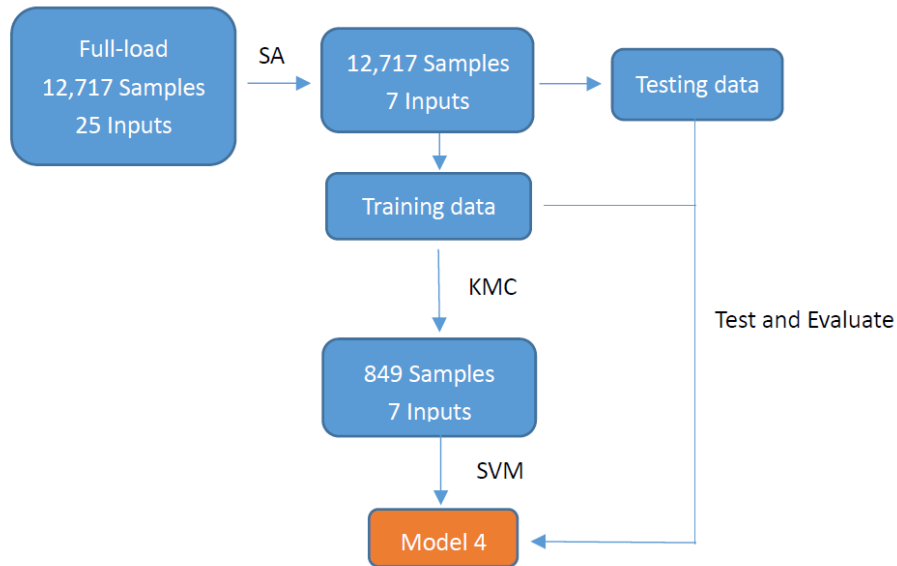 Full-load
12,717 Samples
25 Inputs
SA
12,717 Samples
7 Inputs
Testing data
Training data
KMC
Test and Evaluate
849 Samples
7 Inputs
SVM
Model 4